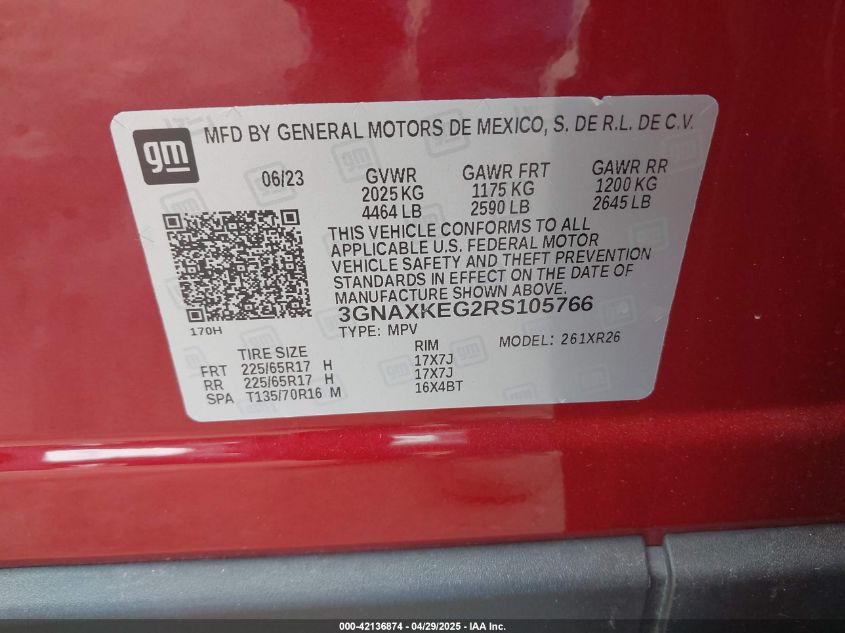 gm
MFD BY GENERAL MOTORS DE MEXICO, S. DE R.L. DE C.V.
06/23 GVWR GAWR FRT GAWR RR
2025 KG 1175 KG 1200 KG
4464 LB 2590 LB 2645 LB
THIS VEHICLE CONFORMS TO ALL
APPLICABLE U.S. FEDERAL MOTOR
VEHICLE SAFETY AND THEFT PREVENTION
STANDARDS IN EFFECT ON THE DATE OF
MANUFACTURE SHOWN ABOVE.
3GNAXKEG2RS105766
170H
TYPE: MPV MODEL: 261XR26
TIRE SIZE RIM
FRT 225/65R17 H 17X7J
RR 225/65R17 H 17X7J
SPA T135/70R16 M 16X4BT
000-42136874 / 04/29/2025 - IAA Inc.